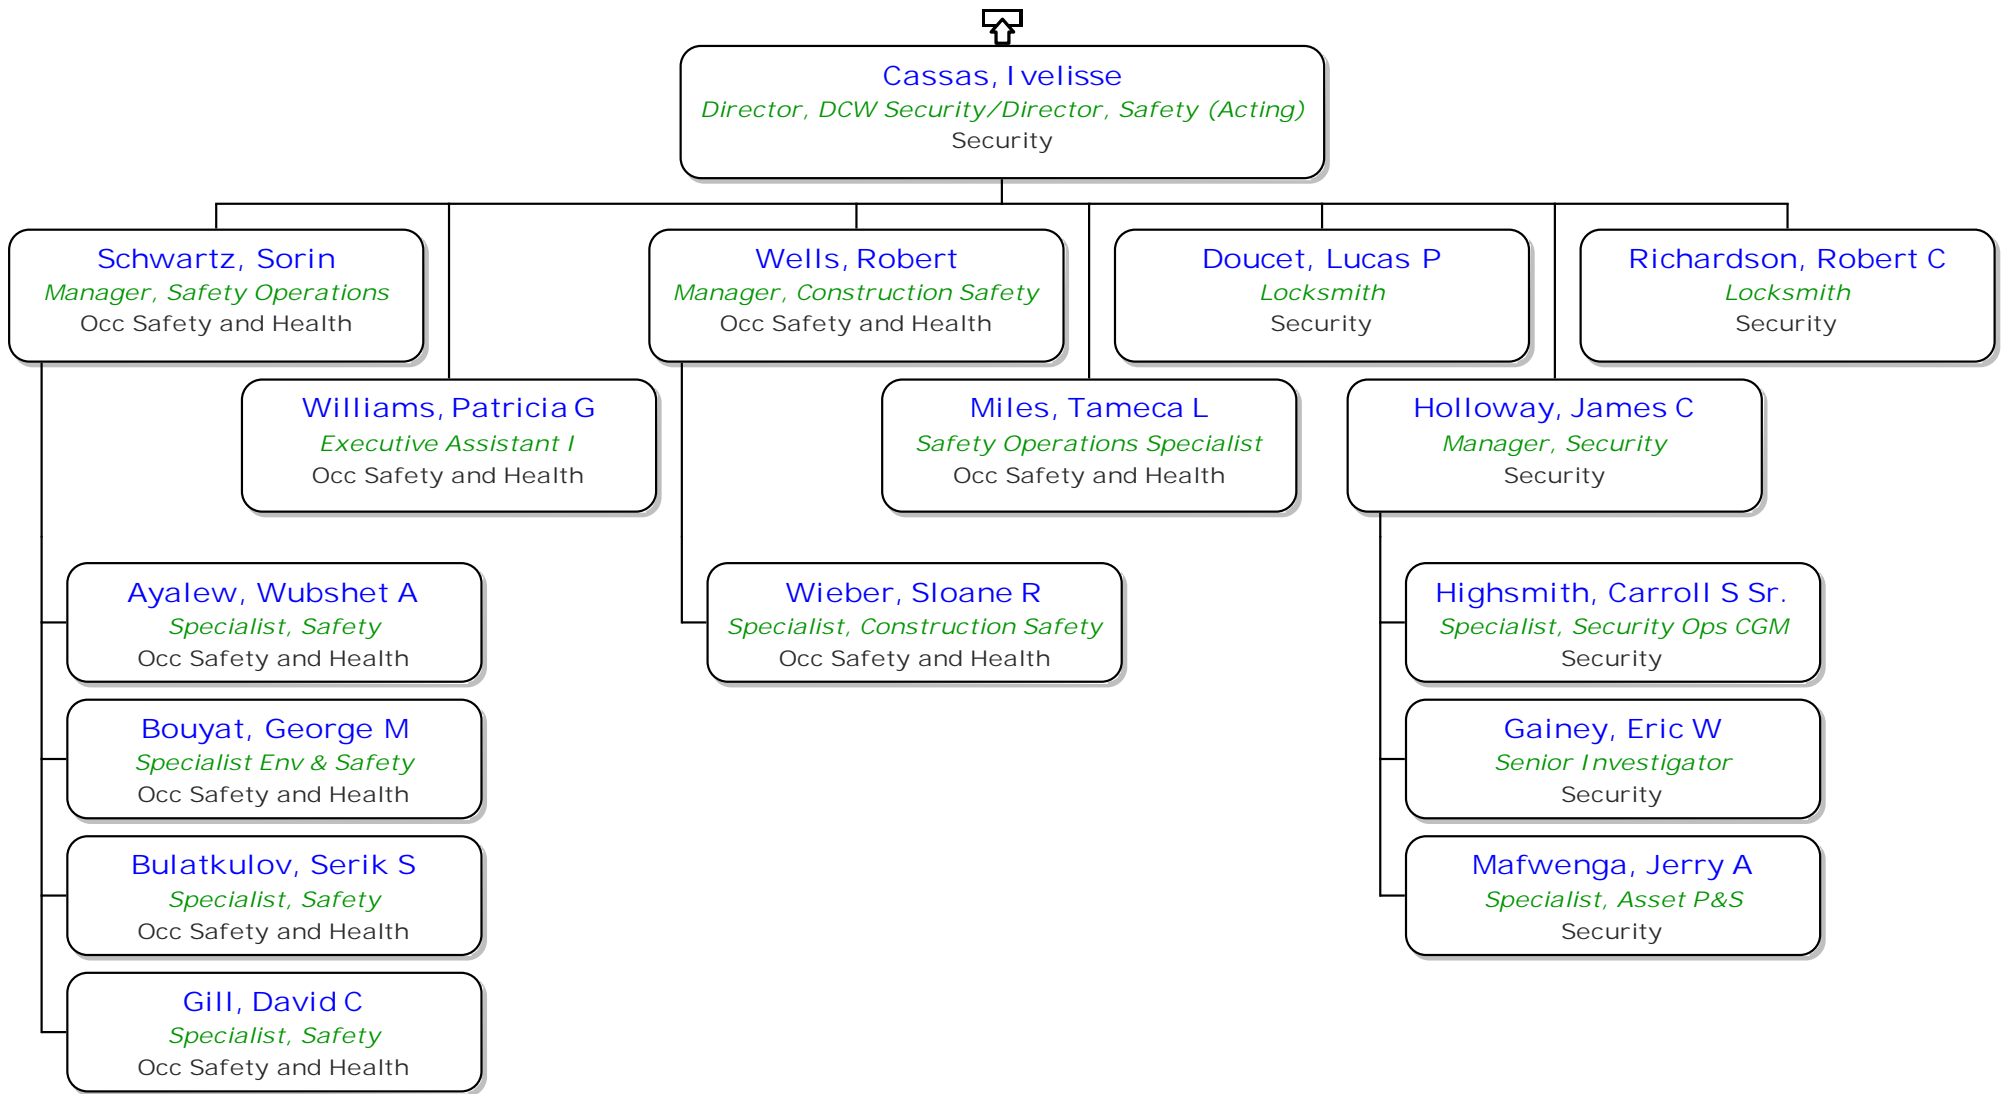 Cassas, Ivelisse
Director, DCW Security/Director, Safety (Acting)
Security
Schwartz, Sorin
Manager, Safety Operations
Occ Safety and Health
Wells, Robert
Manager, Construction Safety
Occ Safety and Health
Doucet, Lucas P
Locksmith
Security
Richardson, Robert C
Locksmith
Security
Williams, Patricia G
Executive Assistant I
Occ Safety and Health
Miles, Tameca L
Safety Operations Specialist
Occ Safety and Health
Holloway, James C
Manager, Security
Security
Ayalew, Wubshet A
Specialist, Safety
Occ Safety and Health
Bouyat, George M
Specialist Env & Safety
Occ Safety and Health
Bulatkulov, Serik S
Specialist, Safety
Occ Safety and Health
Gill, David C
Specialist, Safety
Occ Safety and Health
Wieber, Sloane R
Specialist, Construction Safety
Occ Safety and Health
Highsmith, Carroll S Sr.
Specialist, Security Ops CGM
Security
Gainey, Eric W
Senior Investigator
Security
Mafwenga, Jerry A
Specialist, Asset P&S
Security